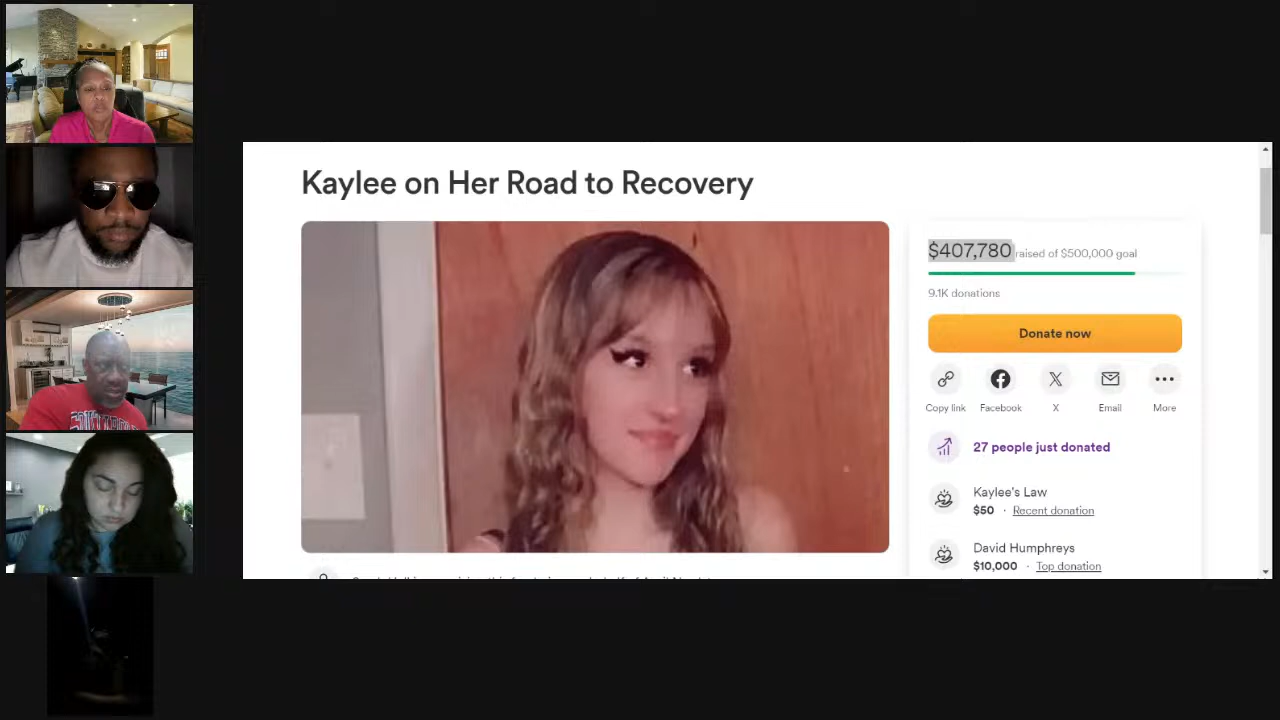 Kaylee on Her Road to Recovery
$407,780 raised of $500,000 goal
9.1K donations
Donate now
Copy link
Facebook
X
Email
More
27 people just donated
Kaylee's Law
$50 · Recent donation
David Humphreys
$10,000 · Top donation